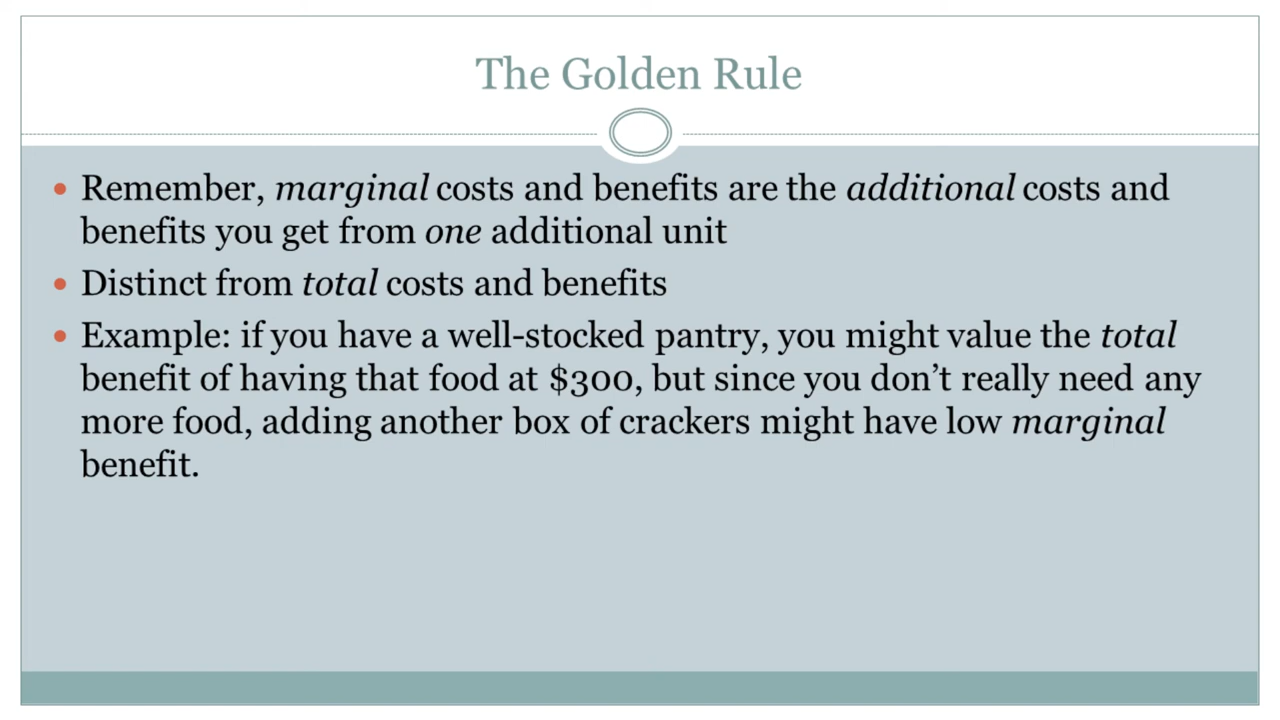 The Golden Rule
• Remember, marginal costs and benefits are the additional costs and
benefits you get from one additional unit
• Distinct from total costs and benefits
• Example: if you have a well-stocked pantry, you might value the total
benefit of having that food at $300, but since you don’t really need any
more food, adding another box of crackers might have low marginal
benefit.